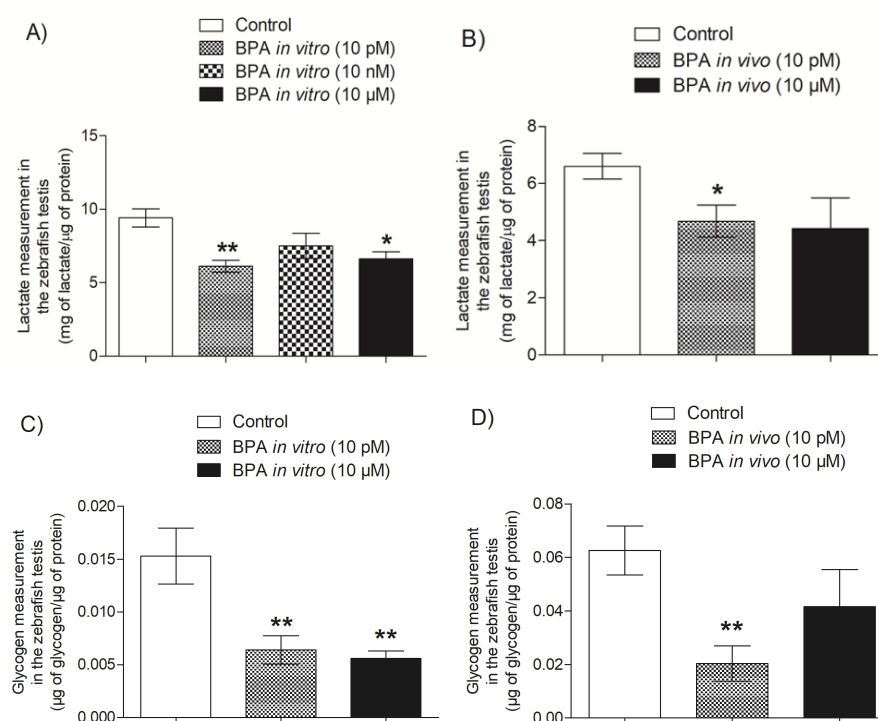 A)
Control
BPA in vitro (10 pM)
BPA in vitro (10 nM)
BPA in vitro (10 µM)
Lactate measurement in
the zebrafish testis
(mg of lactate/µg of protein)
15
10
5
0
**
*
B)
Control
BPA in vivo (10 pM)
BPA in vivo (10 µM)
Lactate measurement in
the zebrafish testis
(mg of lactate/µg of protein)
8
6
4
2
0
*
C)
Control
BPA in vitro (10 pM)
BPA in vitro (10 µM)
Glycogen measurement
in the zebrafish testis
(µg of glycogen/µg of protein)
0.020
0.015
0.010
0.005
0.000
**
**
D)
Control
BPA in vivo (10 pM)
BPA in vivo (10 µM)
Glycogen measurement
in the zebrafish testis
(µg of glycogen/µg of protein)
0.08
0.06
0.04
0.02
0.00
**